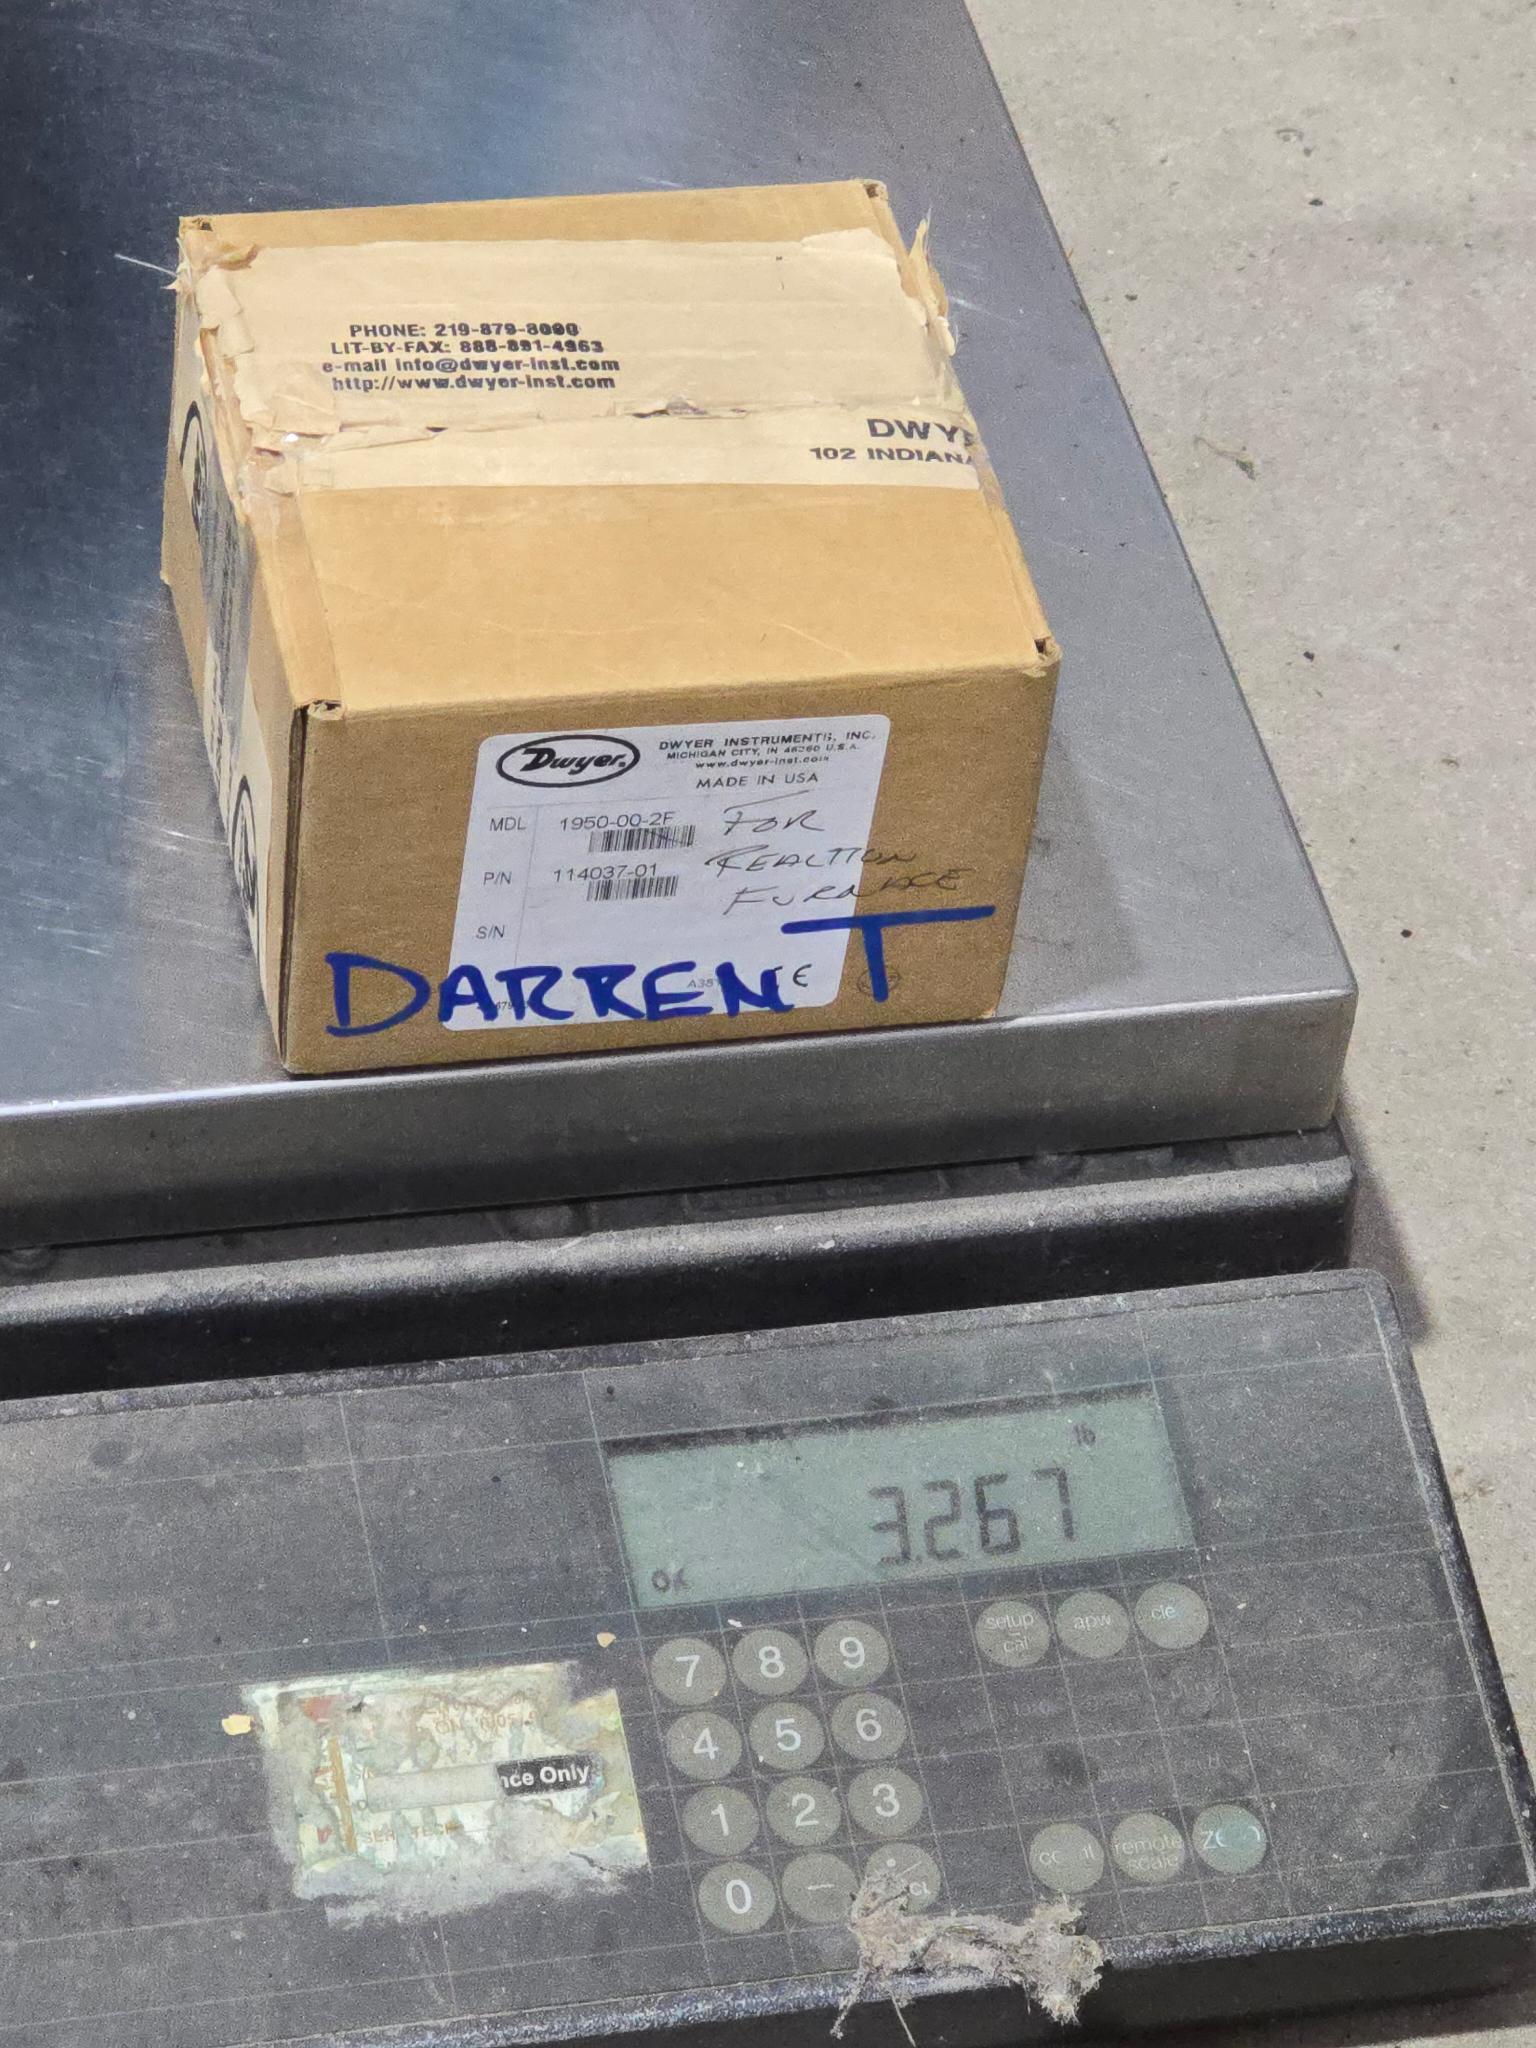 PHONE: 219-879-8000
LIT-BY-FAX: 888-891-4963
e-mail info@dwyer-inst.com
http://www.dwyer-inst.com
DWYE
102 INDIANA
Dwyer.
DWYER INSTRUMENTS, INC.
MICHIGAN CITY, IN 46360 U.S.A.
www.dwyer-inst.com
MADE IN USA
MDL 1950-00-2F
P/N 114037-01
S/N
FOR
REACTION
FURNACE
DARREN T
CE
lb
3.267
OK
setup
cal
apw
7 8 9
4 5 6
1 2 3
0
remote
scale
nce Only